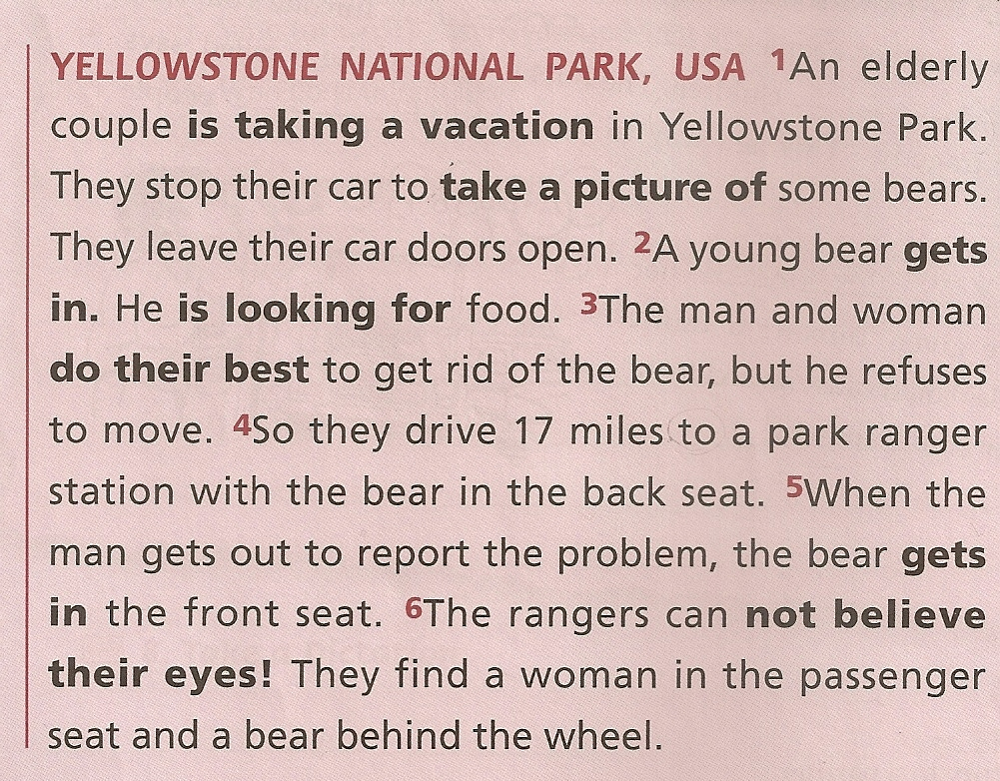 YELLOWSTONE NATIONAL PARK, USA 1An elderly
couple is taking a vacation in Yellowstone Park.
They stop their car to take a picture of some bears.
They leave their car doors open. 2A young bear gets
in. He is looking for food. 3The man and woman
do their best to get rid of the bear, but he refuses
to move. 4So they drive 17 miles to a park ranger
station with the bear in the back seat. 5When the
man gets out to report the problem, the bear gets
in the front seat. 6The rangers can not believe
their eyes! They find a woman in the passenger
seat and a bear behind the wheel.